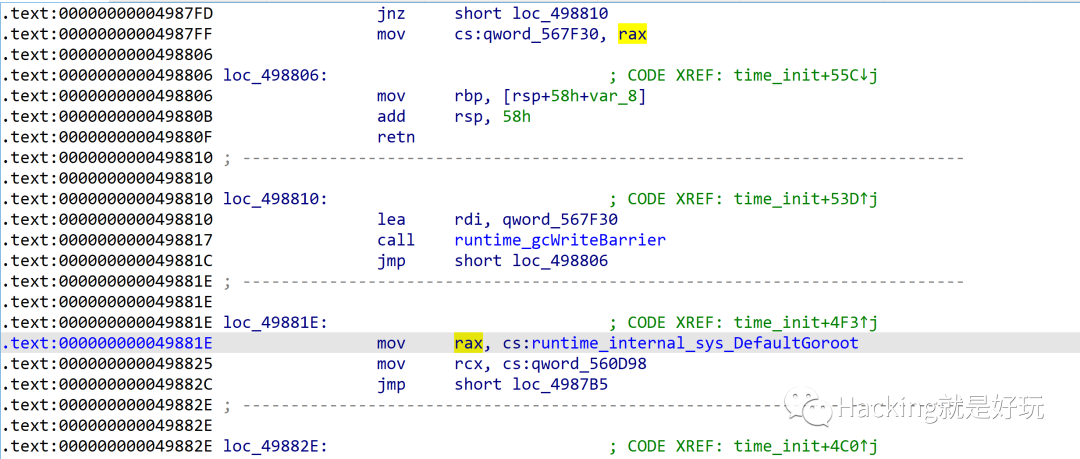 .text:00000000004987FD jnz short loc_498810
.text:00000000004987FF mov cs:qword_567F30, rax
.text:0000000000498806
.text:0000000000498806 loc_498806: ; CODE XREF: time_init+55C↓j
.text:0000000000498806 mov rbp, [rsp+58h+var_8]
.text:000000000049880B add rsp, 58h
.text:000000000049880F retn
.text:0000000000498810 ; ---------------------------------------------------------------------------
.text:0000000000498810
.text:0000000000498810 loc_498810: ; CODE XREF: time_init+53D↑j
.text:0000000000498810 lea rdi, qword_567F30
.text:0000000000498817 call runtime_gcWriteBarrier
.text:000000000049881C jmp short loc_498806
.text:000000000049881E ; ---------------------------------------------------------------------------
.text:000000000049881E
.text:000000000049881E loc_49881E: ; CODE XREF: time_init+4F3↑j
.text:000000000049881E mov rax, cs:runtime_internal_sys_DefaultGoroot
.text:0000000000498825 mov rcx, cs:qword_560D98
.text:000000000049882C jmp short loc_4987B5
.text:000000000049882E ; ---------------------------------------------------------------------------
.text:000000000049882E
.text:000000000049882E loc_49882E: ; CODE XREF: time_init+4C0↑j
Hacking就是好玩